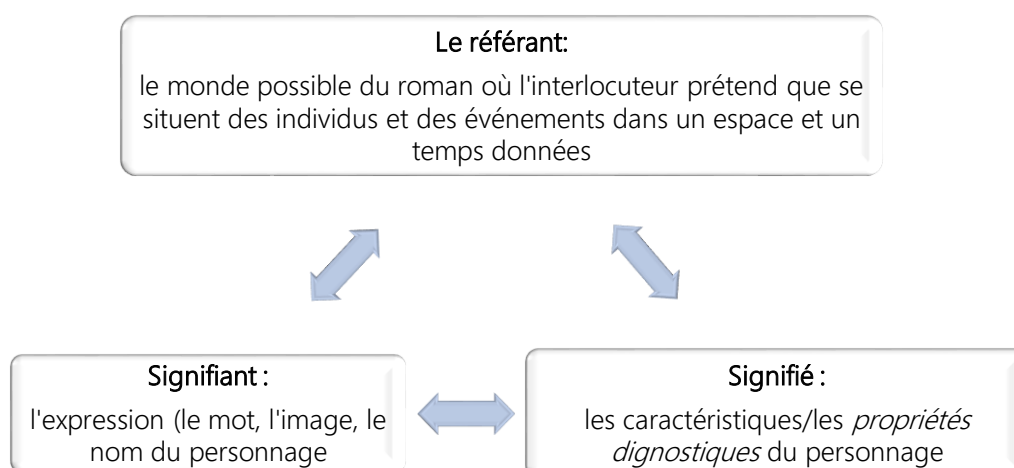 Le référant:
le monde possible du roman où l'interlocuteur prétend que se
situent des individus et des événements dans un espace et un
temps données
Signifiant :
l'expression (le mot, l'image, le
nom du personnage
Signifié :
les caractéristiques/les propriétés
dignostiques du personnage